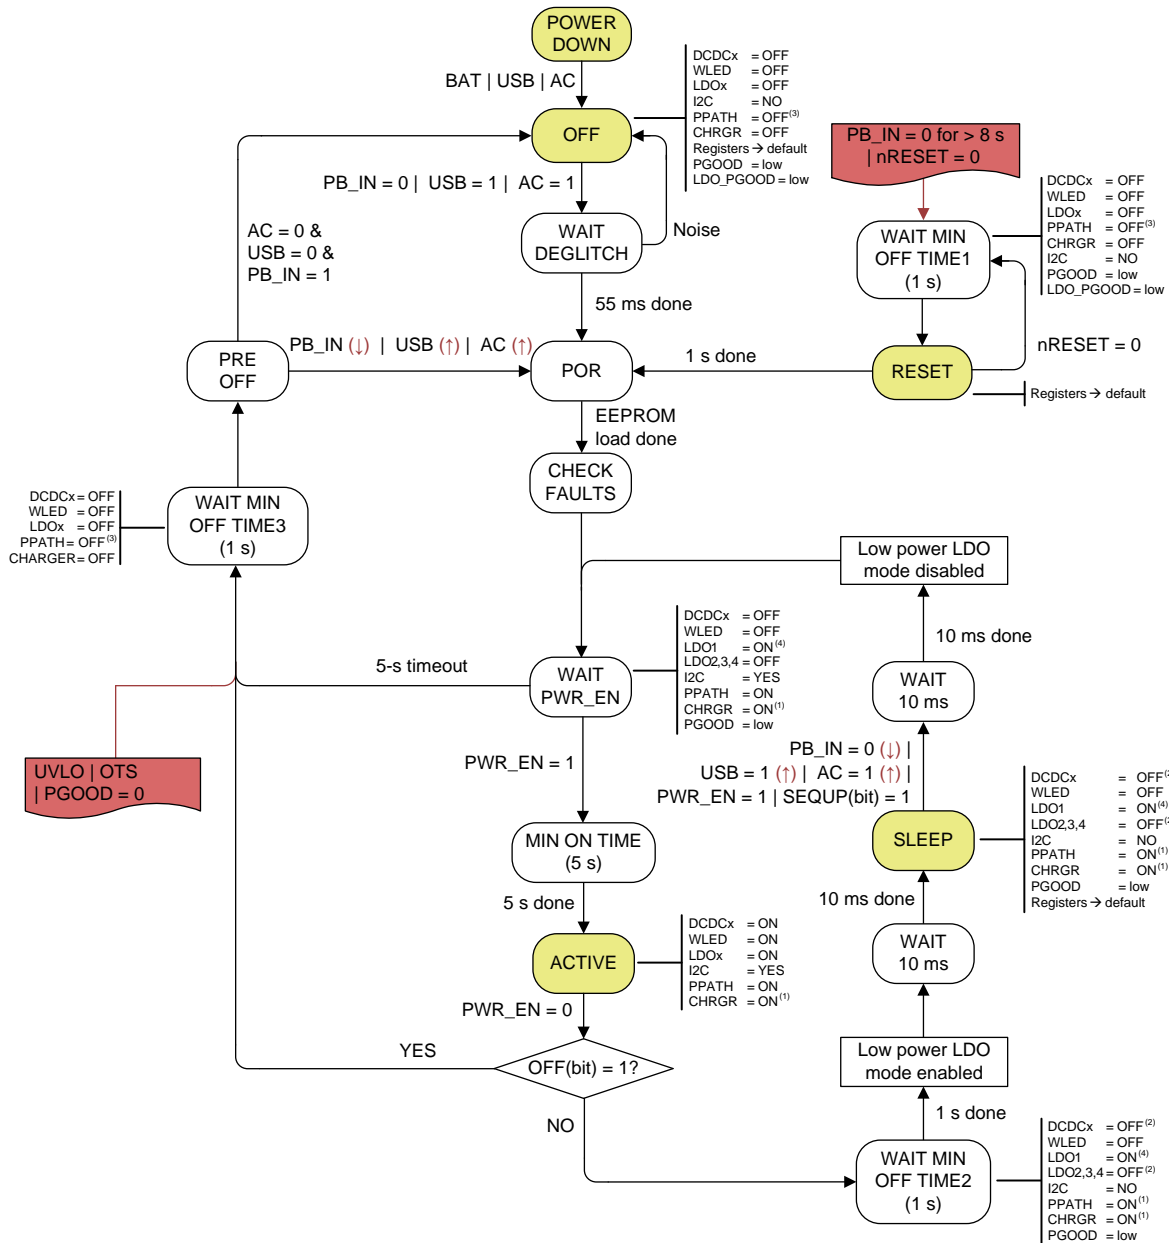 POWER
DOWN
BAT | USB | AC
DCDCx = OFF
WLED = OFF
LDOx = OFF
I2C = NO
PPATH = OFF(3)
CHRGR = OFF
Registers → default
PGOOD = low
LDO_PGOOD = low
OFF
PB_IN = 0 | USB = 1 | AC = 1
WAIT
DEGLITCH
Noise
55 ms done
PB_IN = 0 for > 8 s
| nRESET = 0
DCDCx = OFF
WLED = OFF
LDOx = OFF
PPATH = OFF(3)
CHRGR = OFF
I2C = NO
PGOOD = low
LDO_PGOOD = low
WAIT MIN
OFF TIME1
(1 s)
nRESET = 0
RESET
Registers → default
1 s done
AC = 0 &
USB = 0 &
PB_IN = 1
PRE
OFF
PB_IN (↓) | USB (↑) | AC (↑)
POR
EEPROM
load done
CHECK
FAULTS
DCDCx = OFF
WLED = OFF
LDOx = OFF
PPATH = OFF(3)
CHARGER = OFF
WAIT MIN
OFF TIME3
(1 s)
Low power LDO
mode disabled
10 ms done
WAIT
10 ms
5-s timeout
WAIT
PWR_EN
DCDCx = OFF
WLED = OFF
LDO1 = ON(4)
LDO2,3,4 = OFF
I2C = YES
PPATH = ON
CHRGR = ON(1)
PGOOD = low
UVLO | OTS
| PGOOD = 0
PWR_EN = 1
PB_IN = 0 (↓) |
USB = 1 (↑) | AC = 1 (↑) |
PWR_EN = 1 | SEQUP(bit) = 1
SLEEP
DCDCx = OFF(2
WLED = OFF
LDO1 = ON(4)
LDO2,3,4 = OFF(2
I2C = NO
PPATH = ON(1)
CHRGR = ON(1)
PGOOD = low
Registers → default
MIN ON TIME
(5 s)
5 s done
10 ms done
WAIT
10 ms
ACTIVE
DCDCx = ON
WLED = ON
LDOx = ON
I2C = YES
PPATH = ON
CHRGR = ON(1)
PWR_EN = 0
YES
OFF(bit) = 1?
NO
Low power LDO
mode enabled
1 s done
WAIT MIN
OFF TIME2
(1 s)
DCDCx = OFF(2)
WLED = OFF
LDO1 = ON(4)
LDO2,3,4 = OFF(2)
I2C = NO
PPATH = ON(1)
CHRGR = ON(1)
PGOOD = low